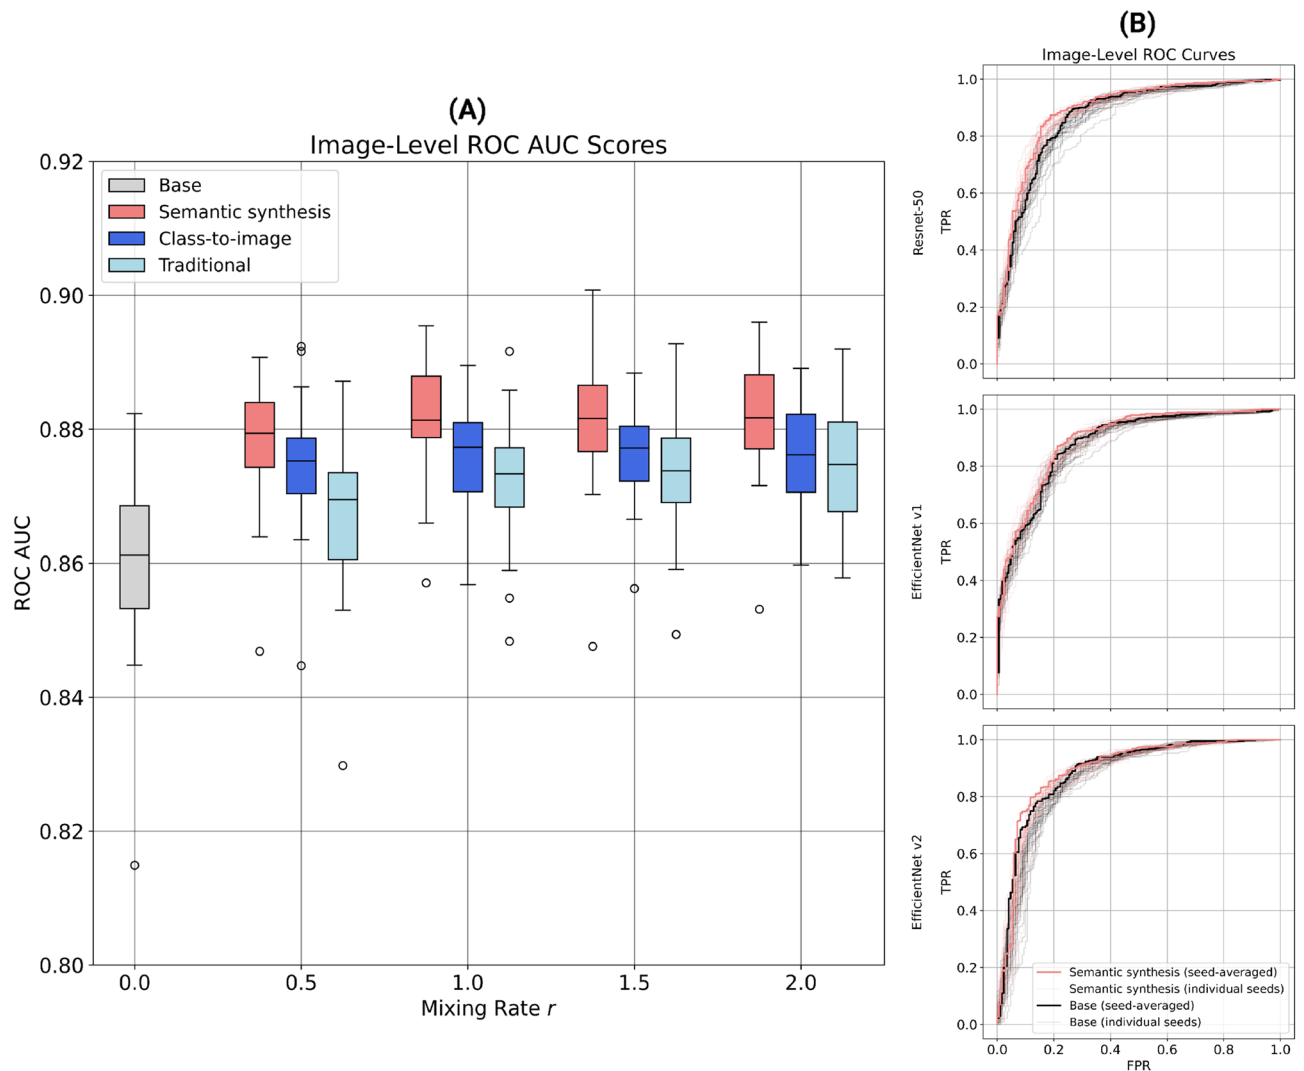 (A)
Image-Level ROC AUC Scores
0.92
0.90
0.88
0.86
0.84
0.82
0.80
ROC AUC
Base
Semantic synthesis
Class-to-image
Traditional
0.0 0.5 1.0 1.5 2.0
Mixing Rate r
(B)
Image-Level ROC Curves
Resnet-50
TPR
1.0
0.8
0.6
0.4
0.2
0.0
EfficientNet v1
TPR
1.0
0.8
0.6
0.4
0.2
0.0
EfficientNet v2
TPR
1.0
0.8
0.6
0.4
0.2
0.0
Semantic synthesis (seed-averaged)
Semantic synthesis (individual seeds)
Base (seed-averaged)
Base (individual seeds)
0.0 0.2 0.4 0.6 0.8 1.0
FPR